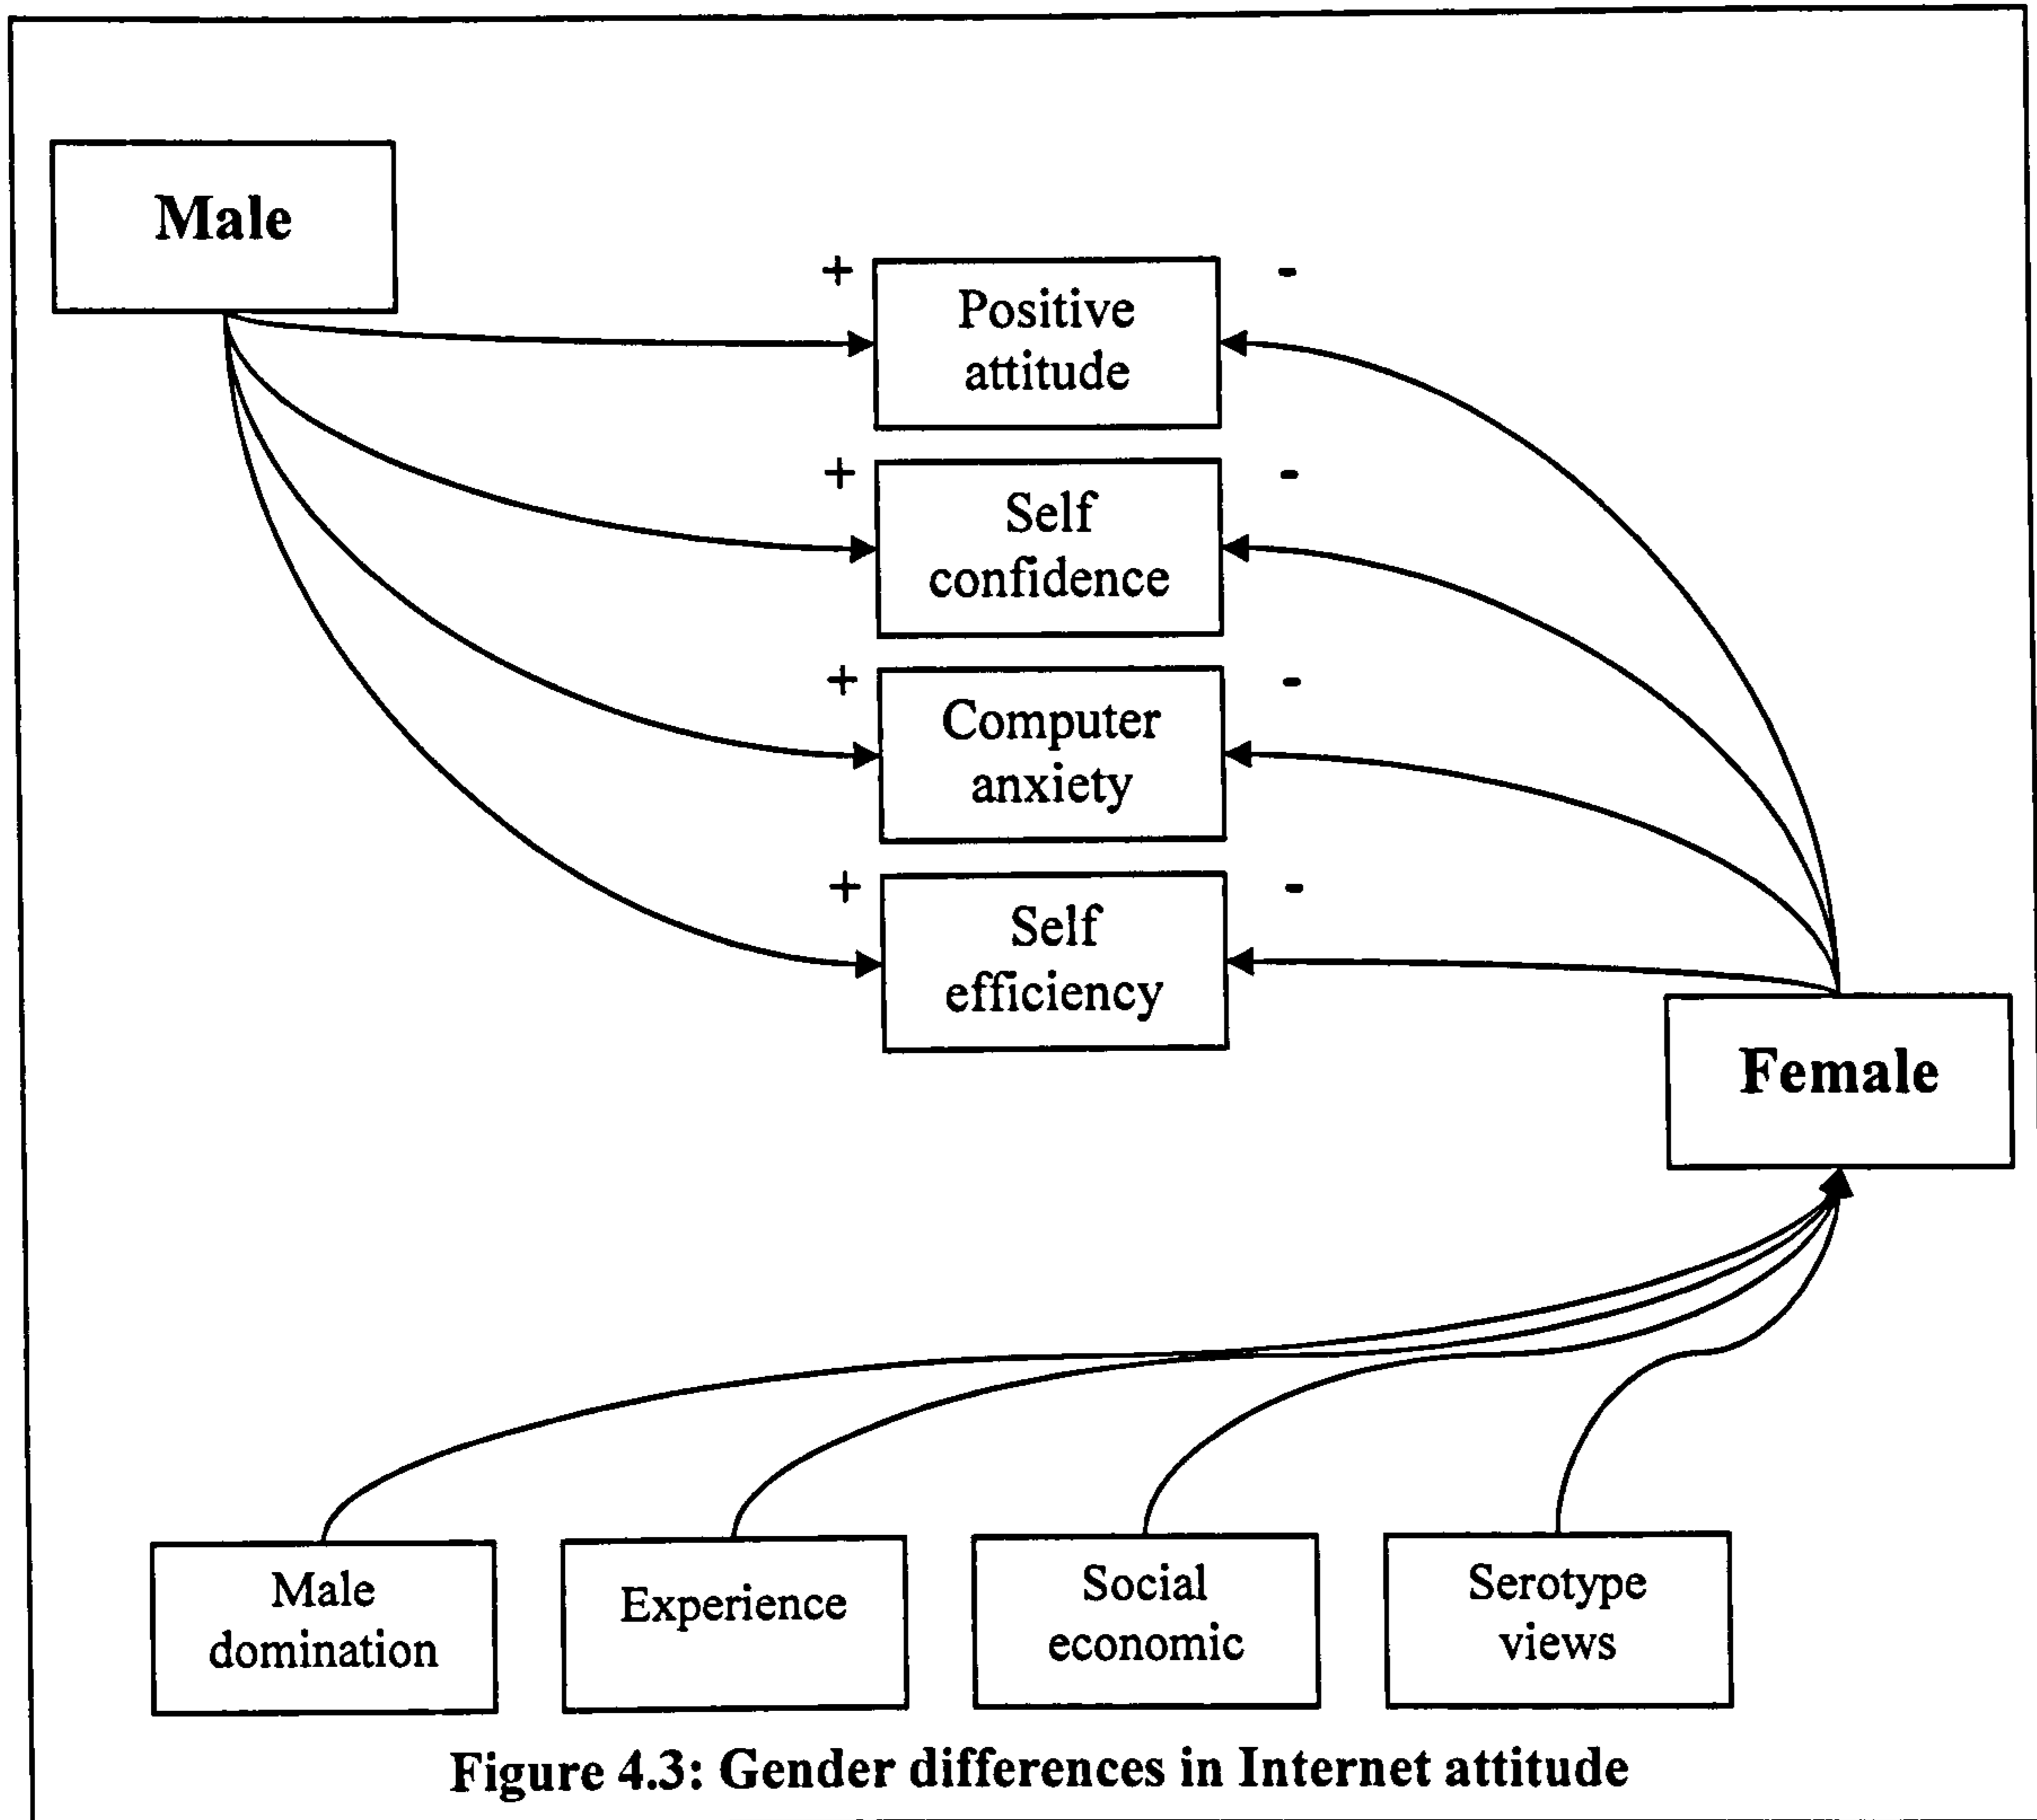 Male
+
-
Positive
attitude
+
-
Self
confidence
+
-
Computer
anxiety
+
-
Self
efficiency
Female
Male
domination
Experience
Social
economic
Serotype
views
Figure 4.3: Gender differences in Internet attitude